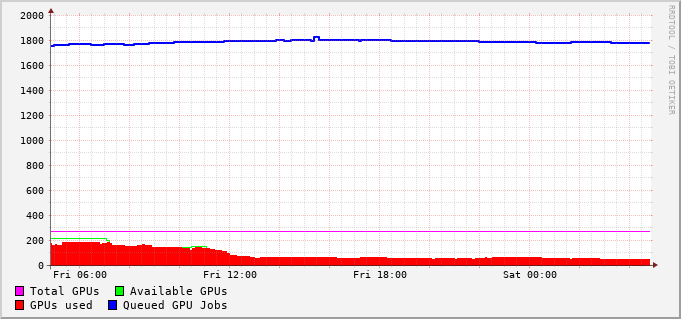 2000
1800
1600
1400
1200
1000
800
600
400
200
0
Fri 06:00 Fri 12:00 Fri 18:00 Sat 00:00
Total GPUs Available GPUs
GPUs used Queued GPU Jobs
RRDTOOL / TOBI OETIKER